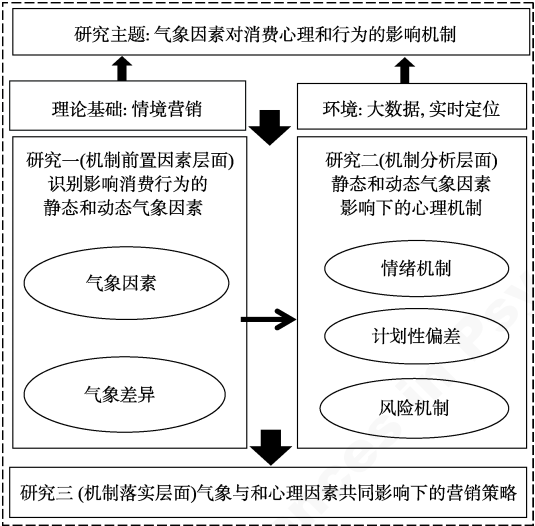 研究主题: 气象因素对消费心理和行为的影响机制
理论基础: 情境营销
环境: 大数据, 实时定位
研究一(机制前置因素层面)
识别影响消费行为的
静态和动态气象因素
气象因素
气象差异
研究二(机制分析层面)
静态和动态气象因素
影响下的心理机制
情绪机制
计划性偏差
风险机制
研究三 (机制落实层面)气象与和心理因素共同影响下的营销策略